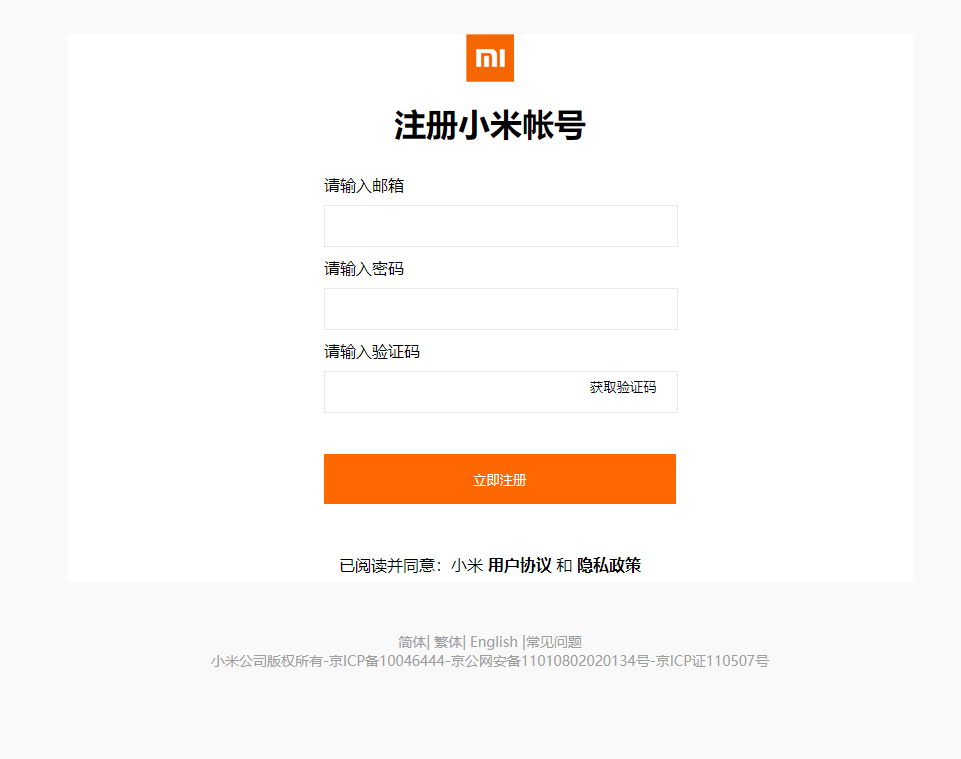 mi
注册小米帐号
请输入邮箱
请输入密码
请输入验证码
获取验证码
立即注册
已阅读并同意：小米 用户协议 和 隐私政策
简体| 繁体| English |常见问题
小米公司版权所有-京ICP备10046444-京公网安备11010802020134号-京ICP证110507号